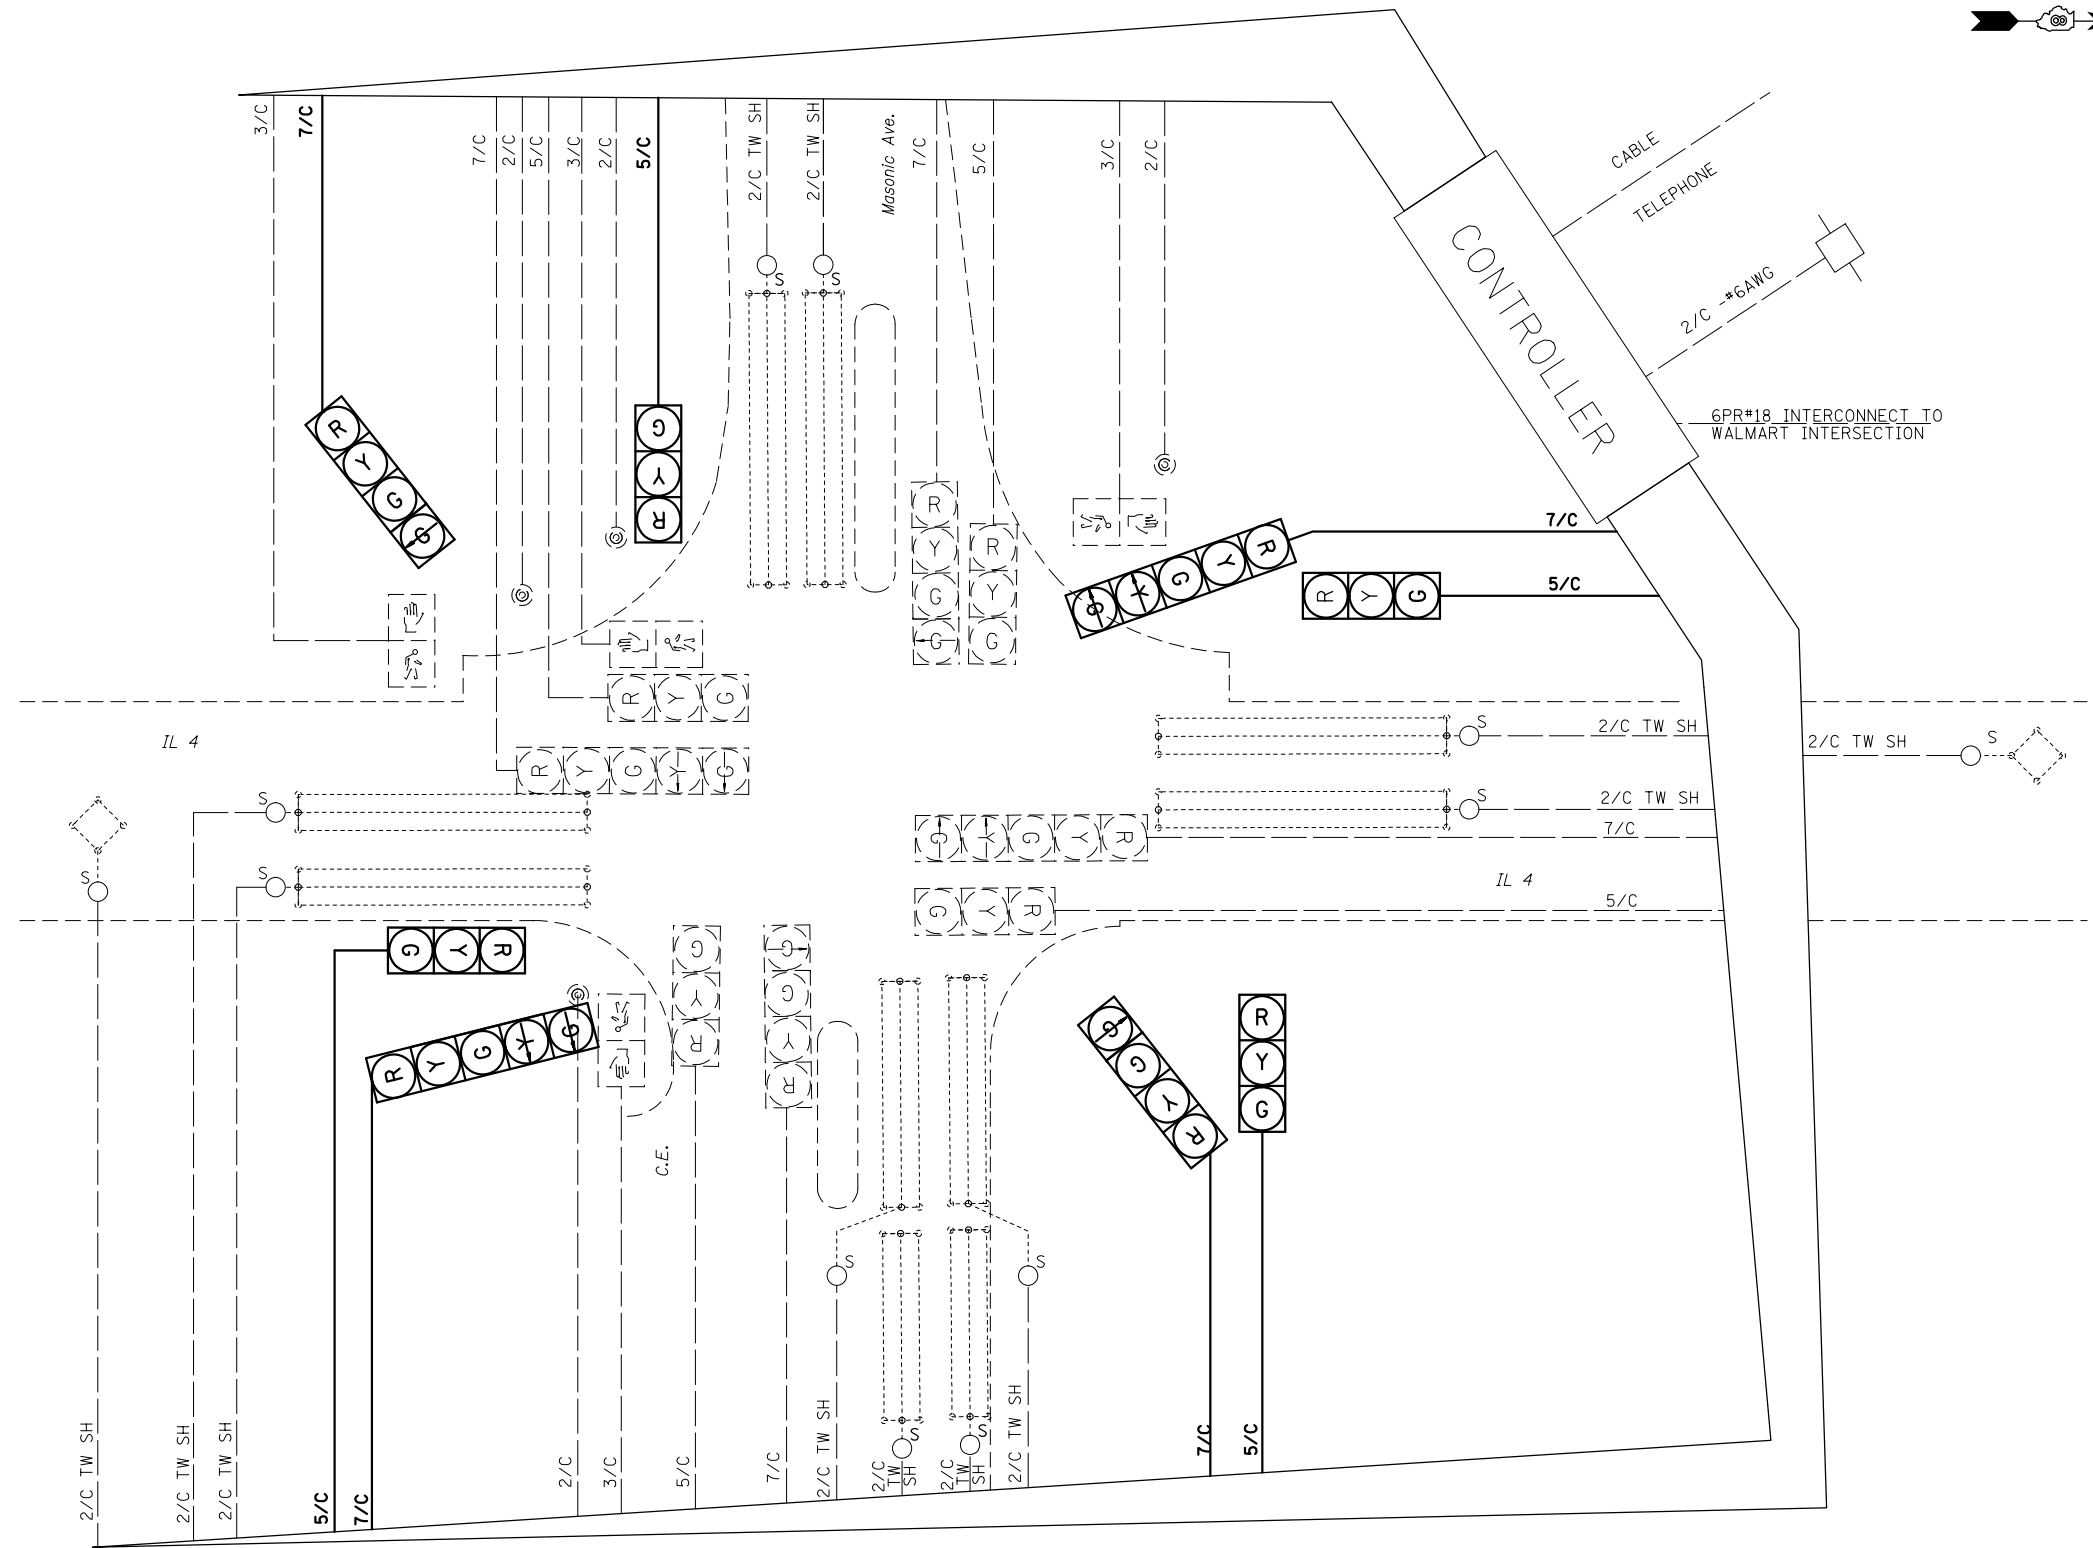 3/C
7/C
7/C
2/C
5/C
3/C
2/C
5/C
2/C TW SH
2/C TW SH
Masonic Ave.
7/C
5/C
3/C
2/C
CABLE
TELEPHONE
2/C -#6AWG
CONTROLLER
6PR#18 INTERCONNECT TO
WALMART INTERSECTION
S
S
R Y G G
G Y R
R Y G G
R Y G
7/C
R Y G Y G
5/C
R Y G
R Y G
IL 4
R Y G Y G
S
2/C TW SH
2/C TW SH
S
S
2/C TW SH
S
S
S
G Y G Y R
7/C
IL 4
G Y R
5/C
G Y R
R Y G Y G
G Y R
G G Y R
G G Y R
R Y G
C.E.
S
S
S
S
2/C TW SH
2/C TW SH
2/C TW SH
5/C
7/C
2/C
3/C
5/C
7/C
2/C TW SH
2/C TW SH
2/C TW SH
2/C TW SH
7/C
5/C